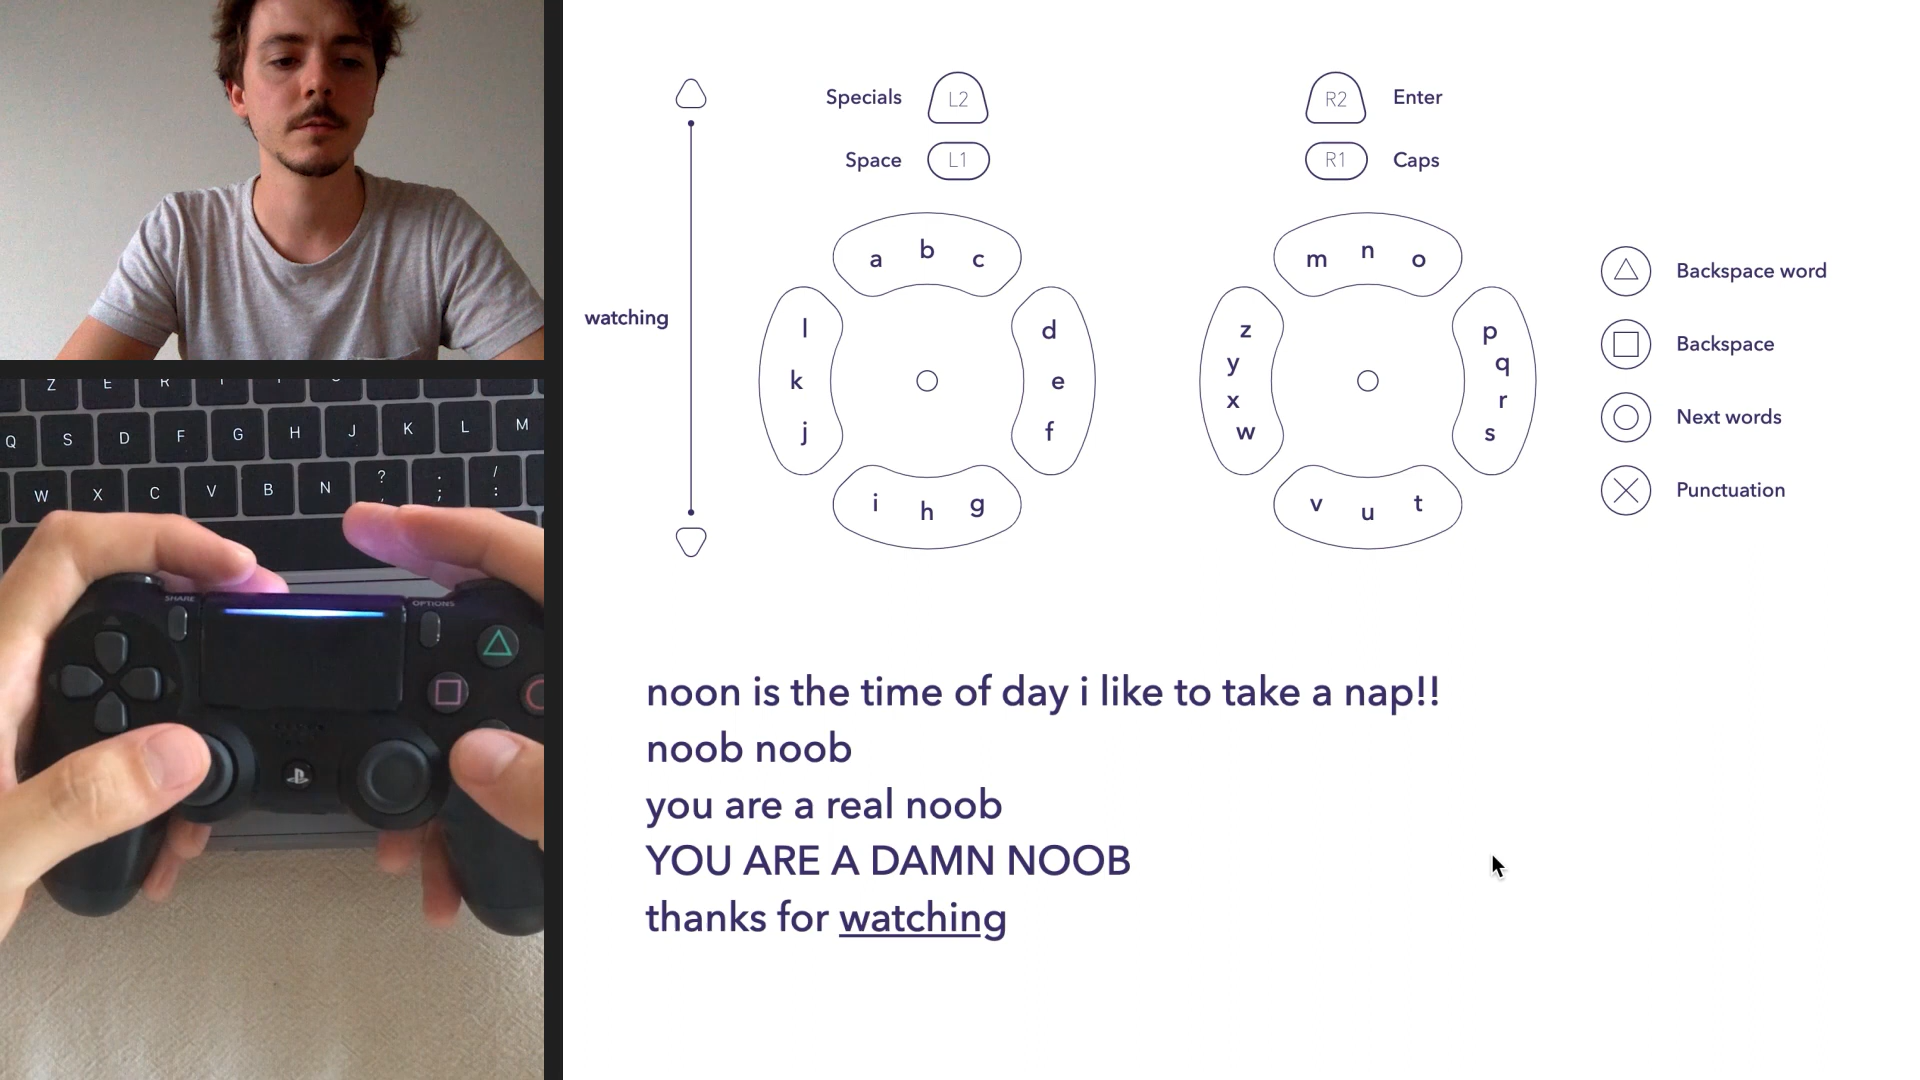 Specials
L2
R2
Enter
Space
L1
R1
Caps
watching
a b c
l
k
j
d
e
f
i h g
m n o
z
y
x
w
p
q
r
s
v u t
Backspace word
Backspace
Next words
Punctuation
Z E R
Q S D F G H J K L M
W X C V B N ? , . ; / :
SHARE
OPTIONS
noon is the time of day i like to take a nap!!
noob noob
you are a real noob
YOU ARE A DAMN NOOB
thanks for watching